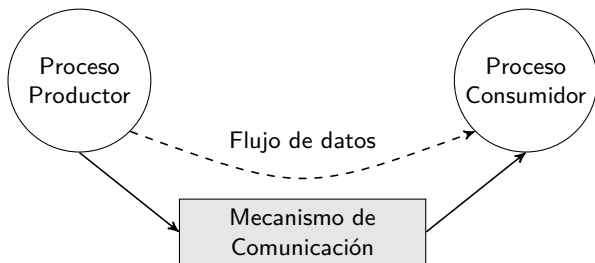 Proceso
Productor
Proceso
Consumidor
Flujo de datos
Mecanismo de
Comunicación